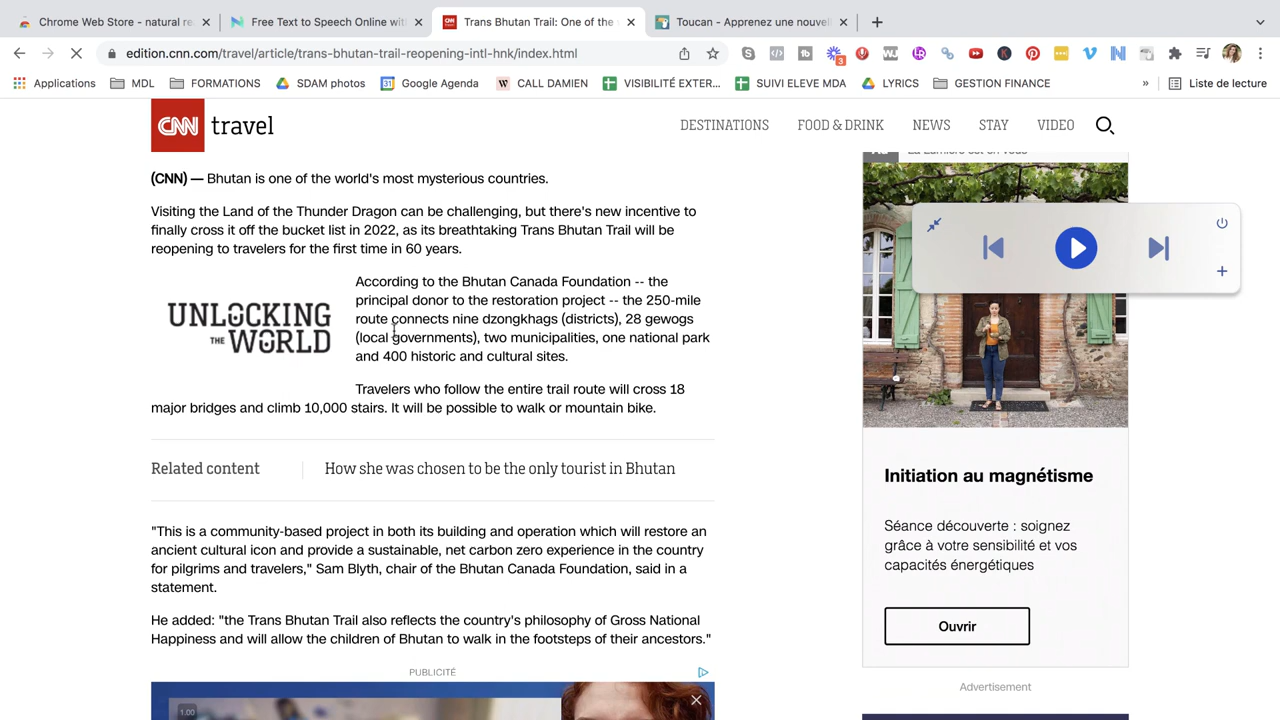 Chrome Web Store - natural re
Free Text to Speech Online with
Trans Bhutan Trail: One of the
Toucan - Apprenez une nouvell
edition.cnn.com/travel/article/trans-bhutan-trail-reopening-intl-hnk/index.html
3
Applications
MDL
FORMATIONS
SDAM photos
31
Google Agenda
W
CALL DAMIEN
VISIBILITÉ EXTER...
SUIVI ELEVE MDA
LYRICS
GESTION FINANCE
»
Liste de lecture
CNN travel
DESTINATIONS
FOOD & DRINK
NEWS
STAY
VIDEO
(CNN) — Bhutan is one of the world's most mysterious countries.
Visiting the Land of the Thunder Dragon can be challenging, but there's new incentive to
finally cross it off the bucket list in 2022, as its breathtaking Trans Bhutan Trail will be
reopening to travelers for the first time in 60 years.
UNLOCKING
THE WORLD
According to the Bhutan Canada Foundation -- the
principal donor to the restoration project -- the 250-mile
route connects nine dzongkhags (districts), 28 gewogs
(local governments), two municipalities, one national park
and 400 historic and cultural sites.
Travelers who follow the entire trail route will cross 18
major bridges and climb 10,000 stairs. It will be possible to walk or mountain bike.
Related content
How she was chosen to be the only tourist in Bhutan
"This is a community-based project in both its building and operation which will restore an
ancient cultural icon and provide a sustainable, net carbon zero experience in the country
for pilgrims and travelers," Sam Blyth, chair of the Bhutan Canada Foundation, said in a
statement.
He added: "the Trans Bhutan Trail also reflects the country's philosophy of Gross National
Happiness and will allow the children of Bhutan to walk in the footsteps of their ancestors."
PUBLICITÉ
1.00
Initiation au magnétisme
Séance découverte : soignez
grâce à votre sensibilité et vos
capacités énergétiques
Ouvrir
Advertisement